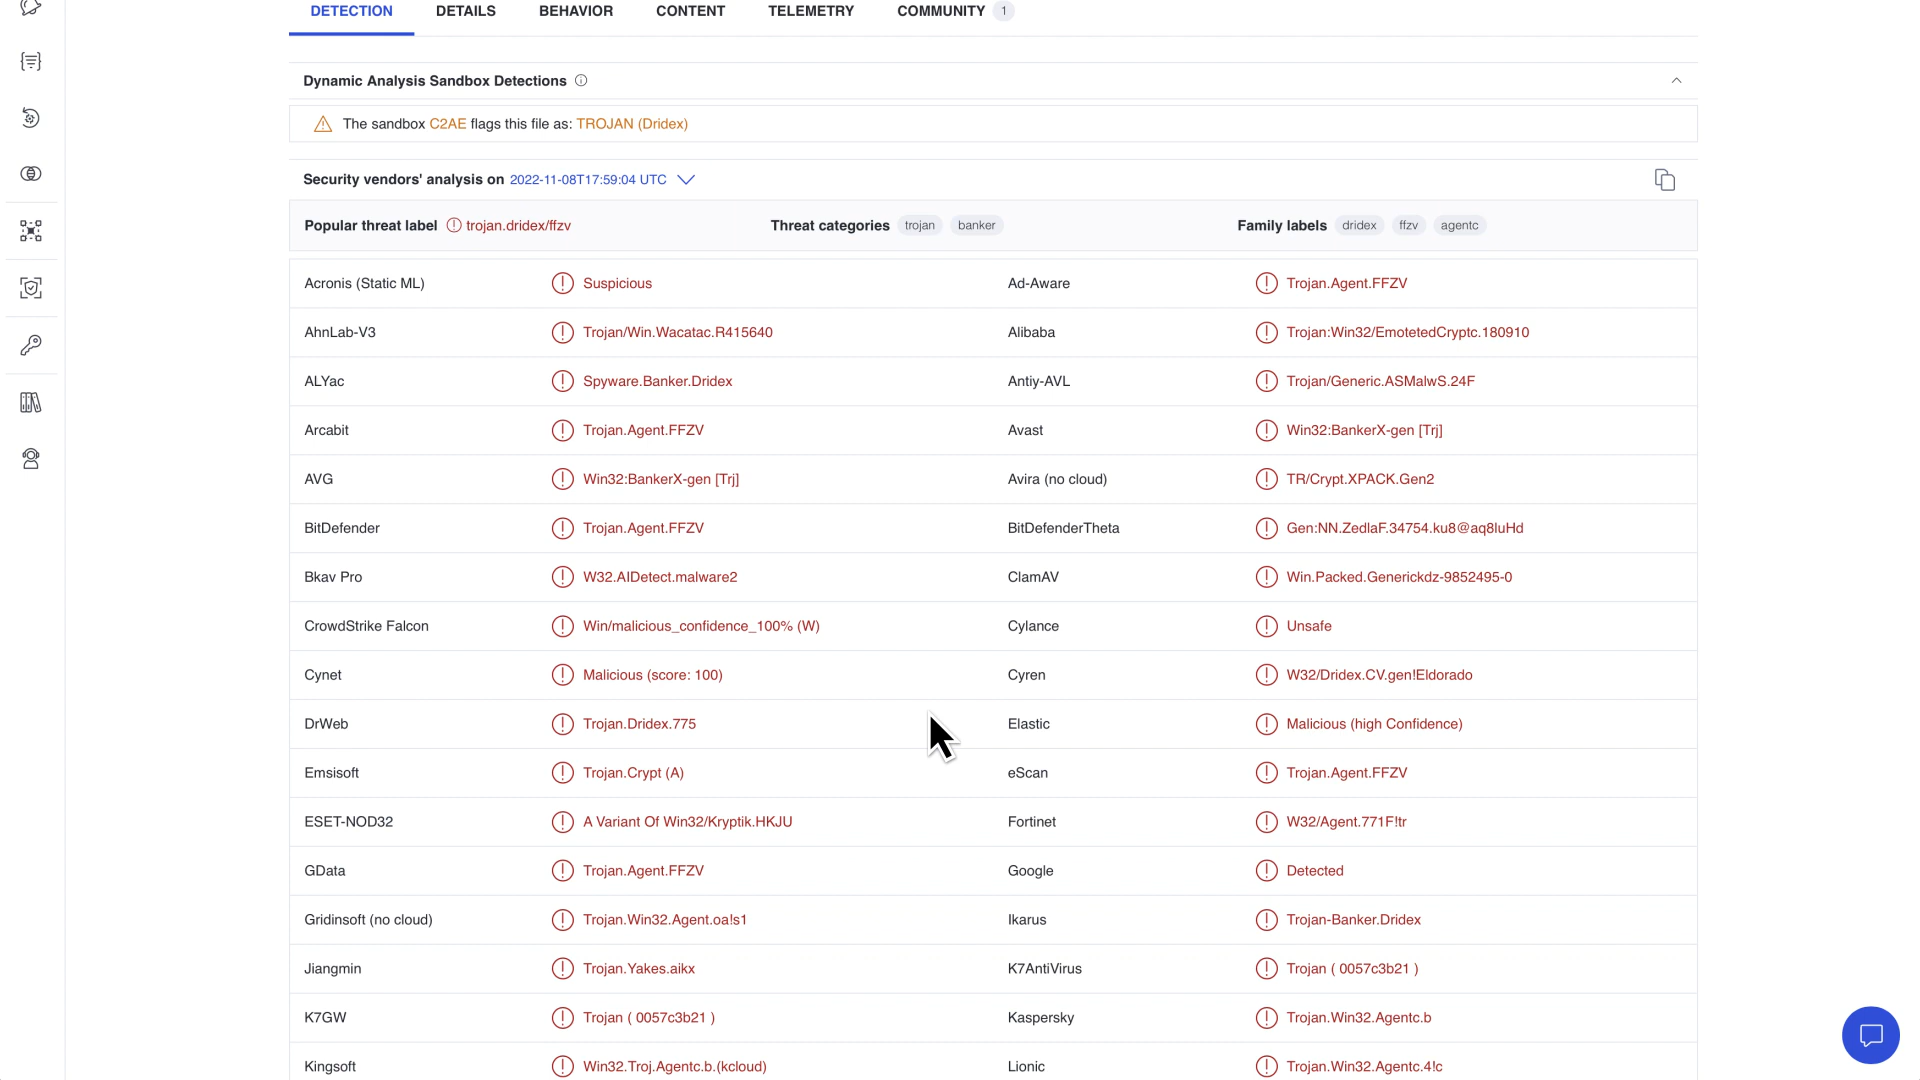 DETECTION DETAILS BEHAVIOR CONTENT TELEMETRY COMMUNITY 1
Dynamic Analysis Sandbox Detections
The sandbox C2AE flags this file as: TROJAN (Dridex)
Security vendors' analysis on 2022-11-08T17:59:04 UTC
Popular threat label trojan.dridex/ffzv Threat categories trojan banker Family labels dridex ffzv agentc
Acronis (Static ML) Suspicious Ad-Aware Trojan.Agent.FFZV
AhnLab-V3 Trojan/Win.Wacatac.R415640 Alibaba Trojan:Win32/EmotetedCryptc.180910
ALYac Spyware.Banker.Dridex Antiy-AVL Trojan/Generic.ASMalwS.24F
Arcabit Trojan.Agent.FFZV Avast Win32:BankerX-gen [Trj]
AVG Win32:BankerX-gen [Trj] Avira (no cloud) TR/Crypt.XPACK.Gen2
BitDefender Trojan.Agent.FFZV BitDefenderTheta Gen:NN.ZedlaF.34754.ku8@aq8luHd
Bkav Pro W32.AIDetect.malware2 ClamAV Win.Packed.Generickdz-9852495-0
CrowdStrike Falcon Win/malicious_confidence_100% (W) Cylance Unsafe
Cynet Malicious (score: 100) Cyren W32/Dridex.CV.gen!Eldorado
DrWeb Trojan.Dridex.775 Elastic Malicious (high Confidence)
Emsisoft Trojan.Crypt (A) eScan Trojan.Agent.FFZV
ESET-NOD32 A Variant Of Win32/Kryptik.HKJU Fortinet W32/Agent.771F!tr
GData Trojan.Agent.FFZV Google Detected
Gridinsoft (no cloud) Trojan.Win32.Agent.oa!s1 Ikarus Trojan-Banker.Dridex
Jiangmin Trojan.Yakes.aikx K7AntiVirus Trojan ( 0057c3b21 )
K7GW Trojan ( 0057c3b21 ) Kaspersky Trojan.Win32.Agentc.b
Kingsoft Win32.Troj.Agentc.b.(kcloud) Lionic Trojan.Win32.Agentc.4!c